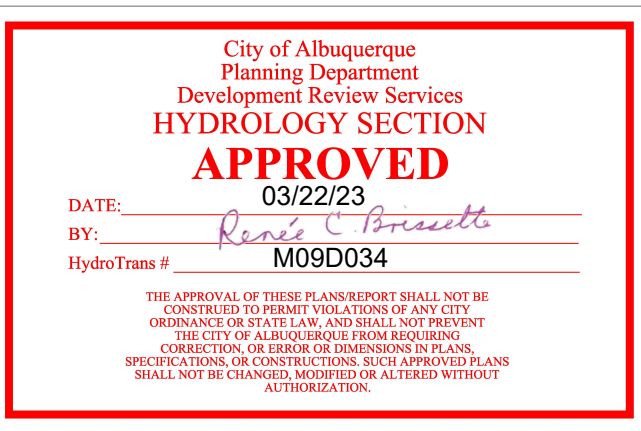 City of Albuquerque
Planning Department
Development Review Services
HYDROLOGY SECTION
APPROVED
DATE: 03/22/23
BY: Renée C. Brissette
HydroTrans # M09D034
THE APPROVAL OF THESE PLANS/REPORT SHALL NOT BE
CONSTRUED TO PERMIT VIOLATIONS OF ANY CITY
ORDINANCE OR STATE LAW, AND SHALL NOT PREVENT
THE CITY OF ALBUQUERQUE FROM REQUIRING
CORRECTION, OR ERROR OR DIMENSIONS IN PLANS,
SPECIFICATIONS, OR CONSTRUCTIONS. SUCH APPROVED PLANS
SHALL NOT BE CHANGED, MODIFIED OR ALTERED WITHOUT
AUTHORIZATION.